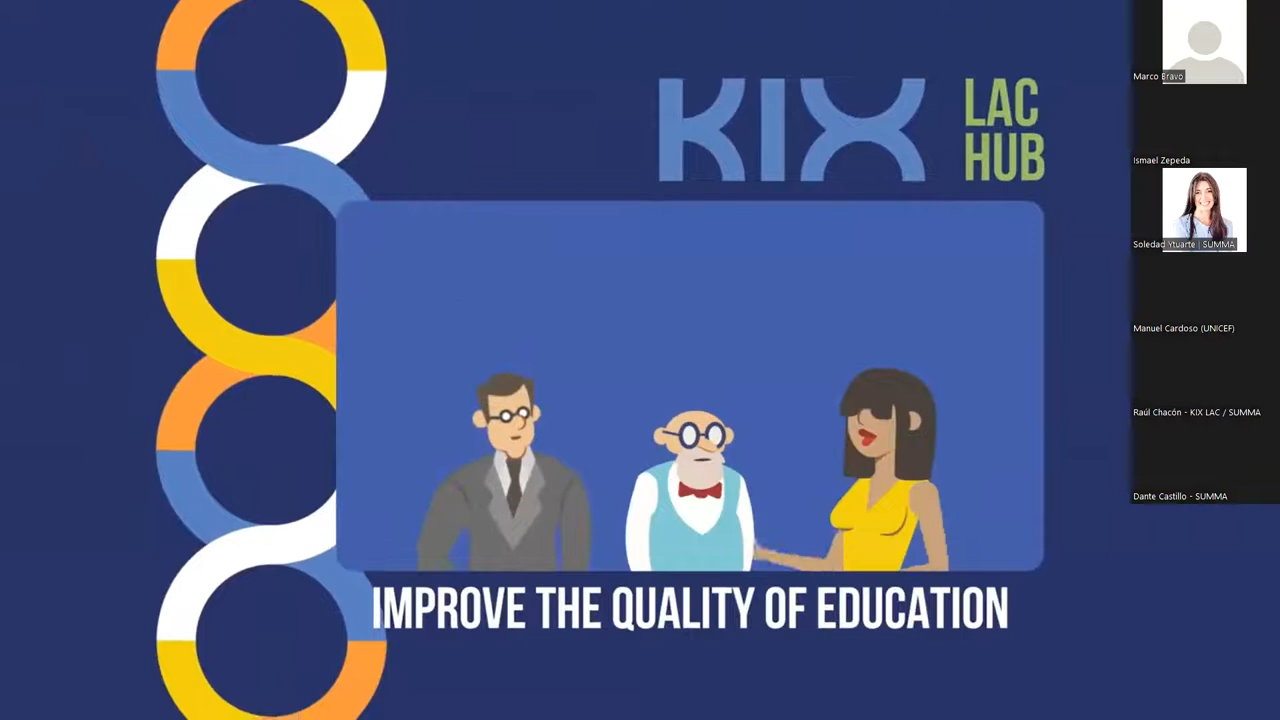 KIX
LAC
HUB
IMPROVE THE QUALITY OF EDUCATION
Marco Bravo
Ismael Zepeda
Soledad Ytuarte | SUMMA
Manuel Cardoso (UNICEF)
Raúl Chacón - KIX LAC / SUMMA
Dante Castillo - SUMMA